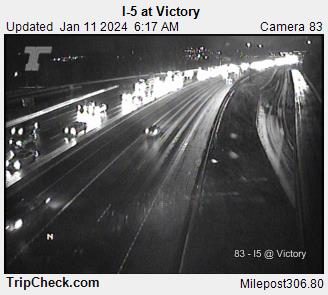 I-5 at Victory
Updated Jan 11 2024 6:17 AM Camera 83
T
N
83 - I5 @ Victory
TripCheck.com Milepost306.80